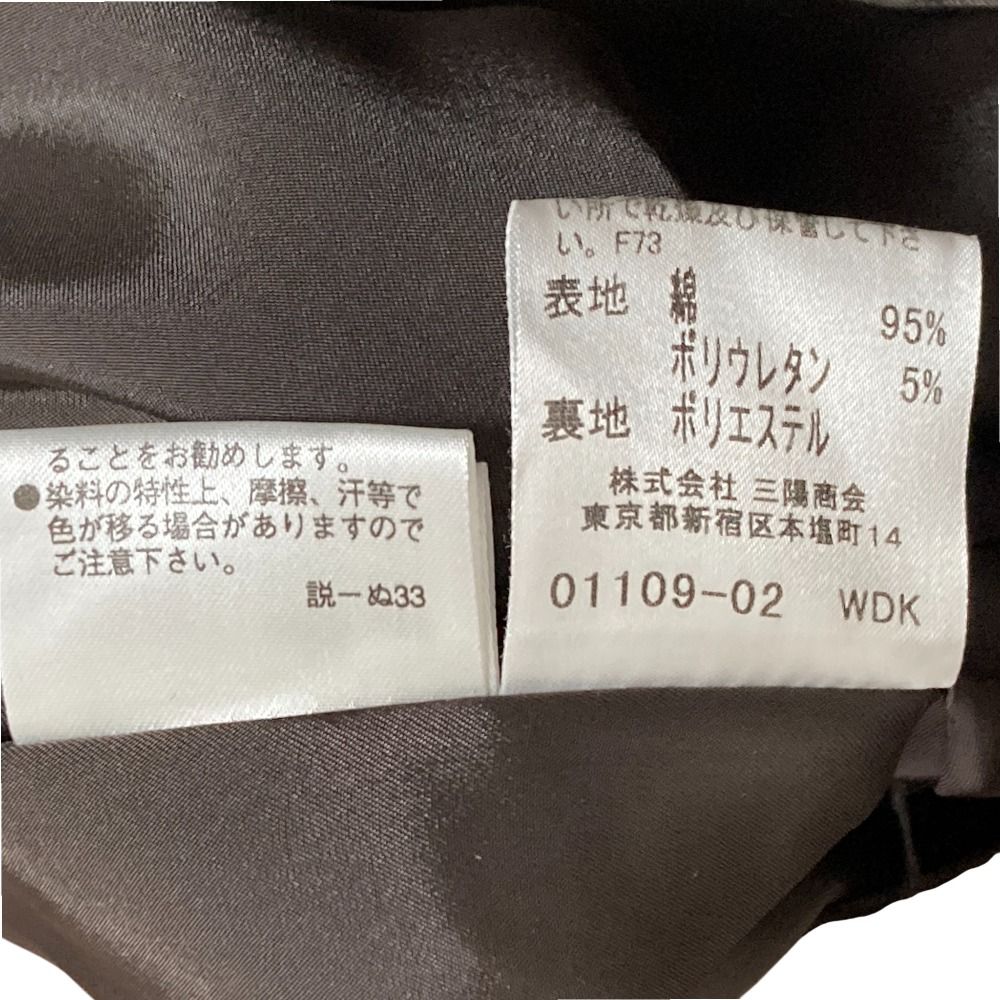 ることをお勧めします。
●染料の特性上、摩擦、汗等で
色が移る場合がありますので
ご注意下さい。
説ーぬ33
い所で乾燥及び保管して下さ
い。F73
表地 綿 95%
ポリウレタン 5%
裏地 ポリエステル
株式会社 三陽商会
東京都新宿区本塩町14
01109-02 WDK